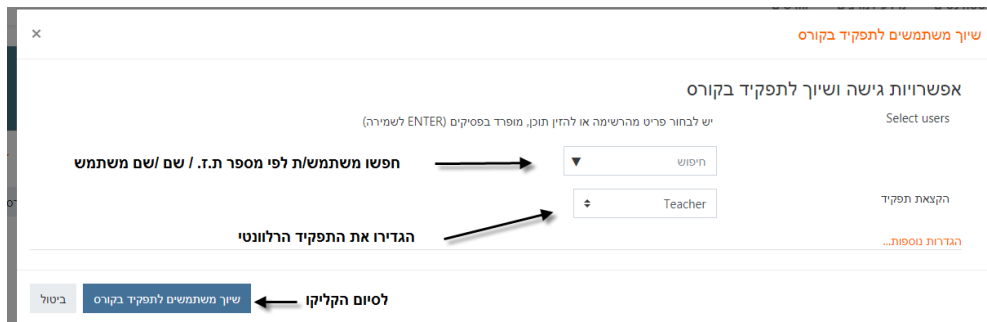 שיוך משתמשים לתפקיד בקורס
×
אפשרויות גישה ושיוך לתפקיד בקורס
Select users
יש לבחור פריט מהרשימה או להזין תוכן, מופרד בפסיקים (ENTER לשמירה)
חיפוש ▼
חפשו משתמש/ת לפי מספר ת.ז. / שם /שם משתמש
הקצאת תפקיד
Teacher
הגדירו את התפקיד הרלוונטי
הגדרות נוספות...
לסיום הקליקו
שיוך משתמשים לתפקיד בקורס
ביטול